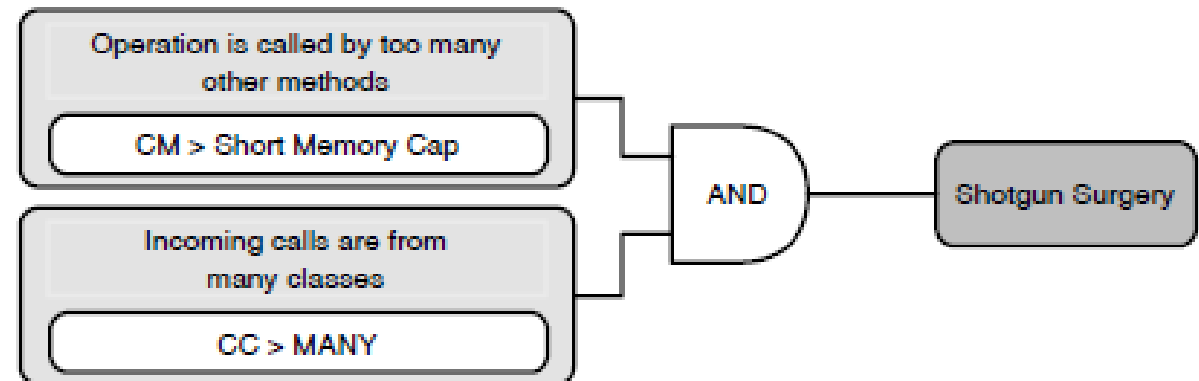 Operation is called by too many
other methods
CM > Short Memory Cap
Incoming calls are from
many classes
CC > MANY
AND
Shotgun Surgery